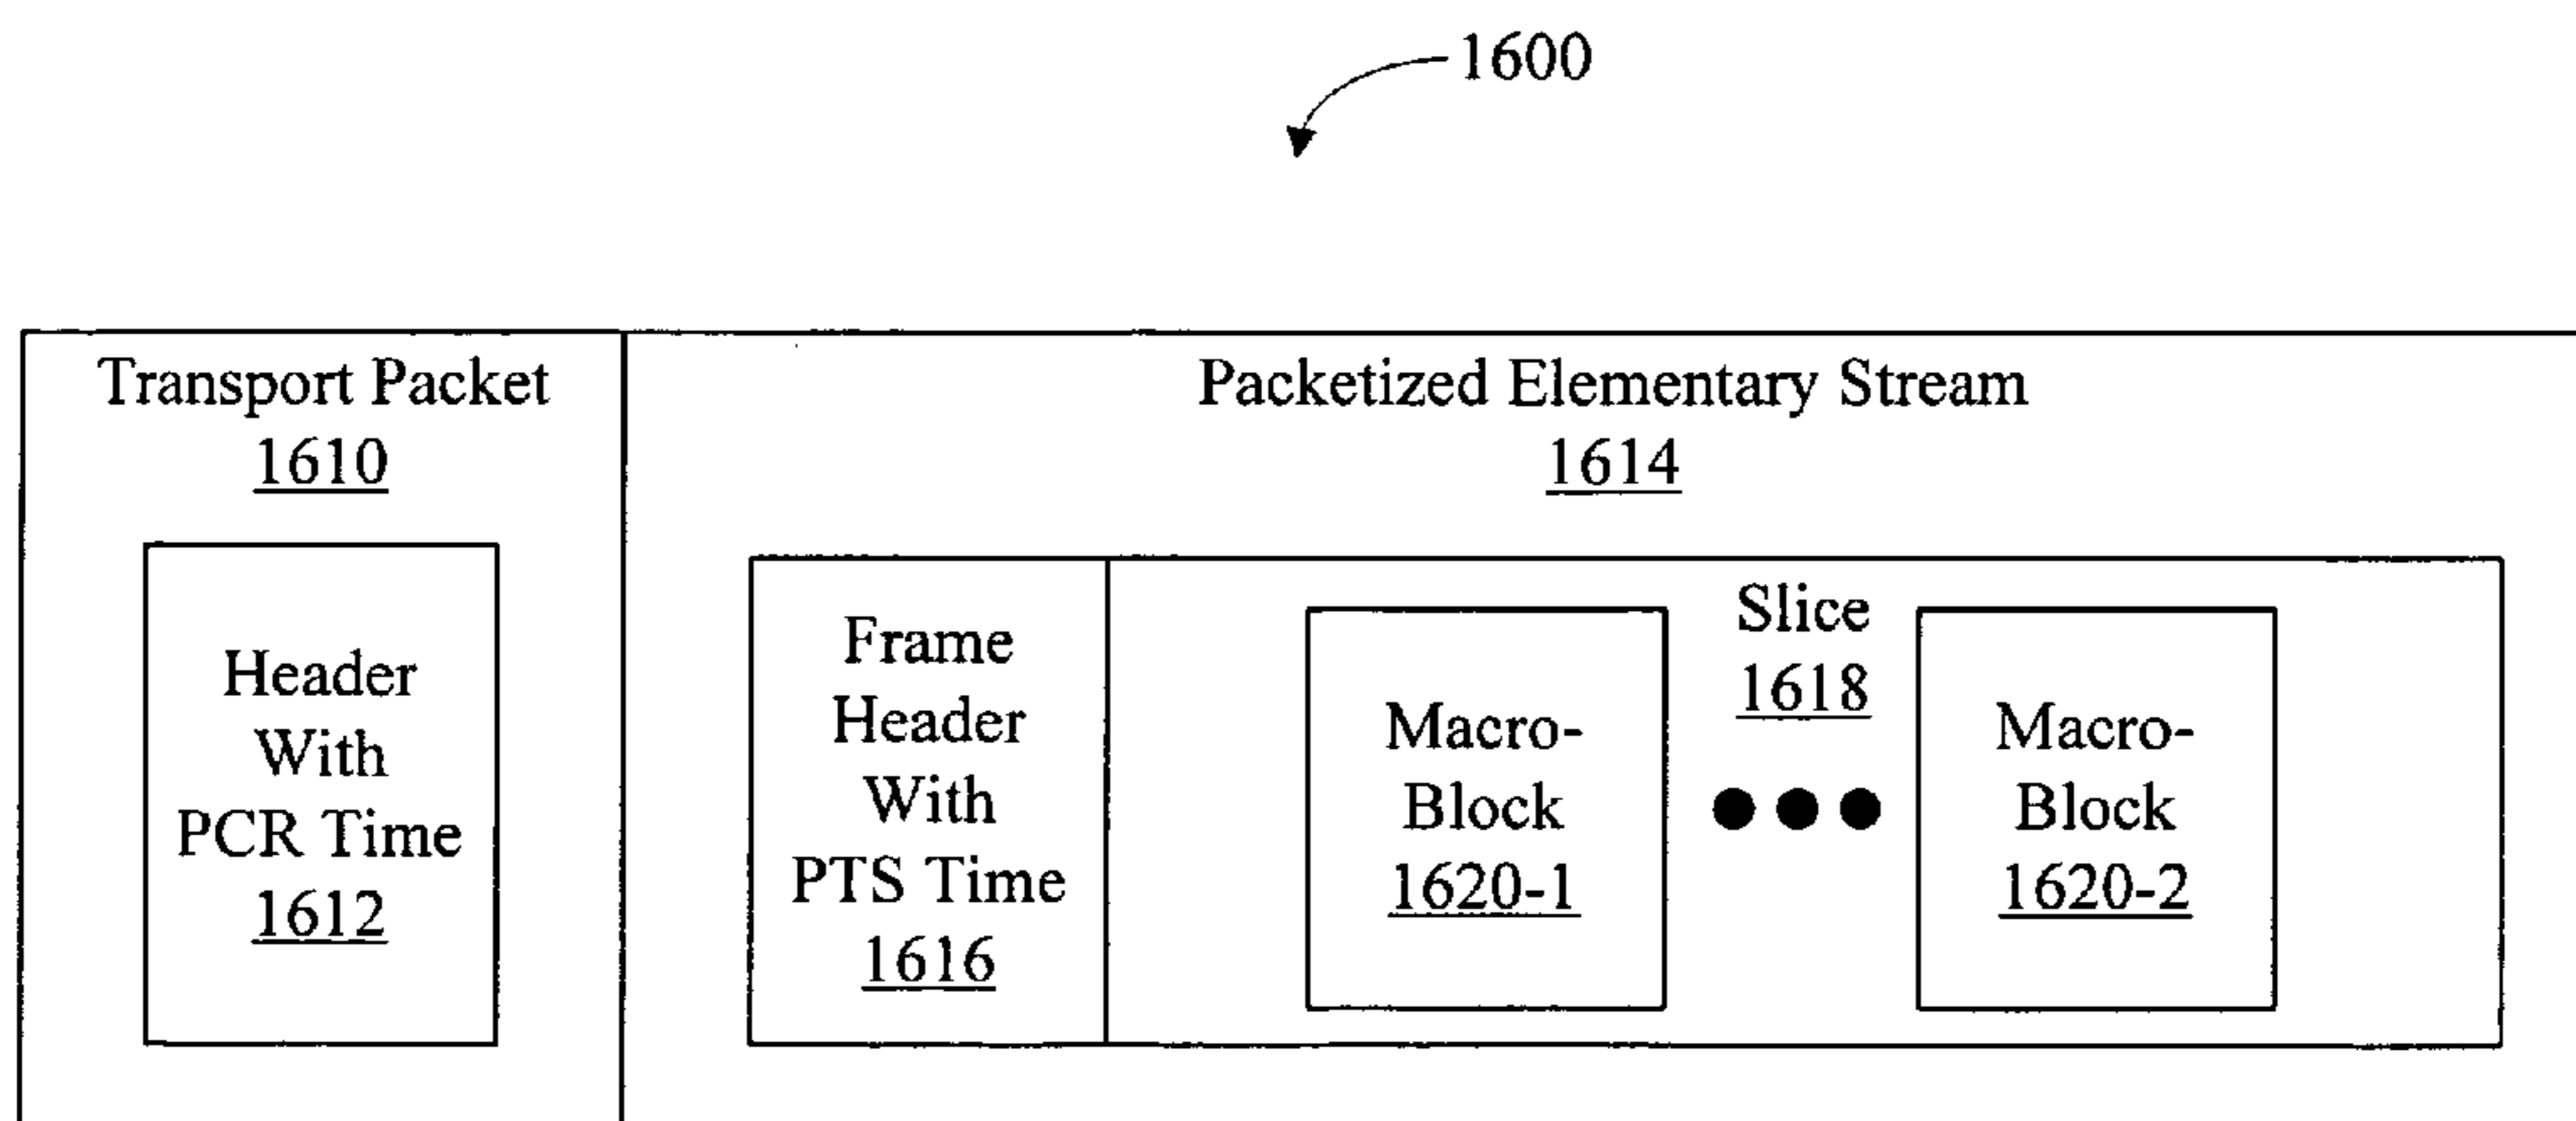 1600
Transport Packet
1610
Header
With
PCR Time
1612
Packetized Elementary Stream
1614
Frame
Header
With
PTS Time
1616
Slice
1618
Macro-
Block
1620-1
Macro-
Block
1620-2